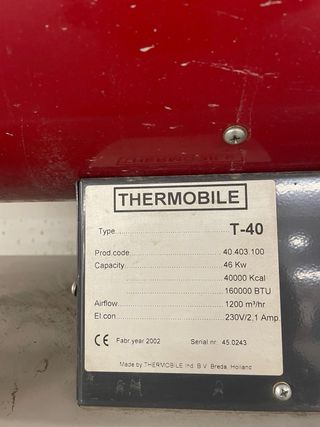 THERMOBILE
Type T-40
Prod.code 40.403.100
Capacity 46 Kw
40000 Kcal
160000 BTU
Airflow 1200 m³/hr
El con 230V/2,1 Amp
CE Fabr.year 2002 Serial nr. 45.0243
Made by THERMOBILE Ind. B.V. Breda, Holland